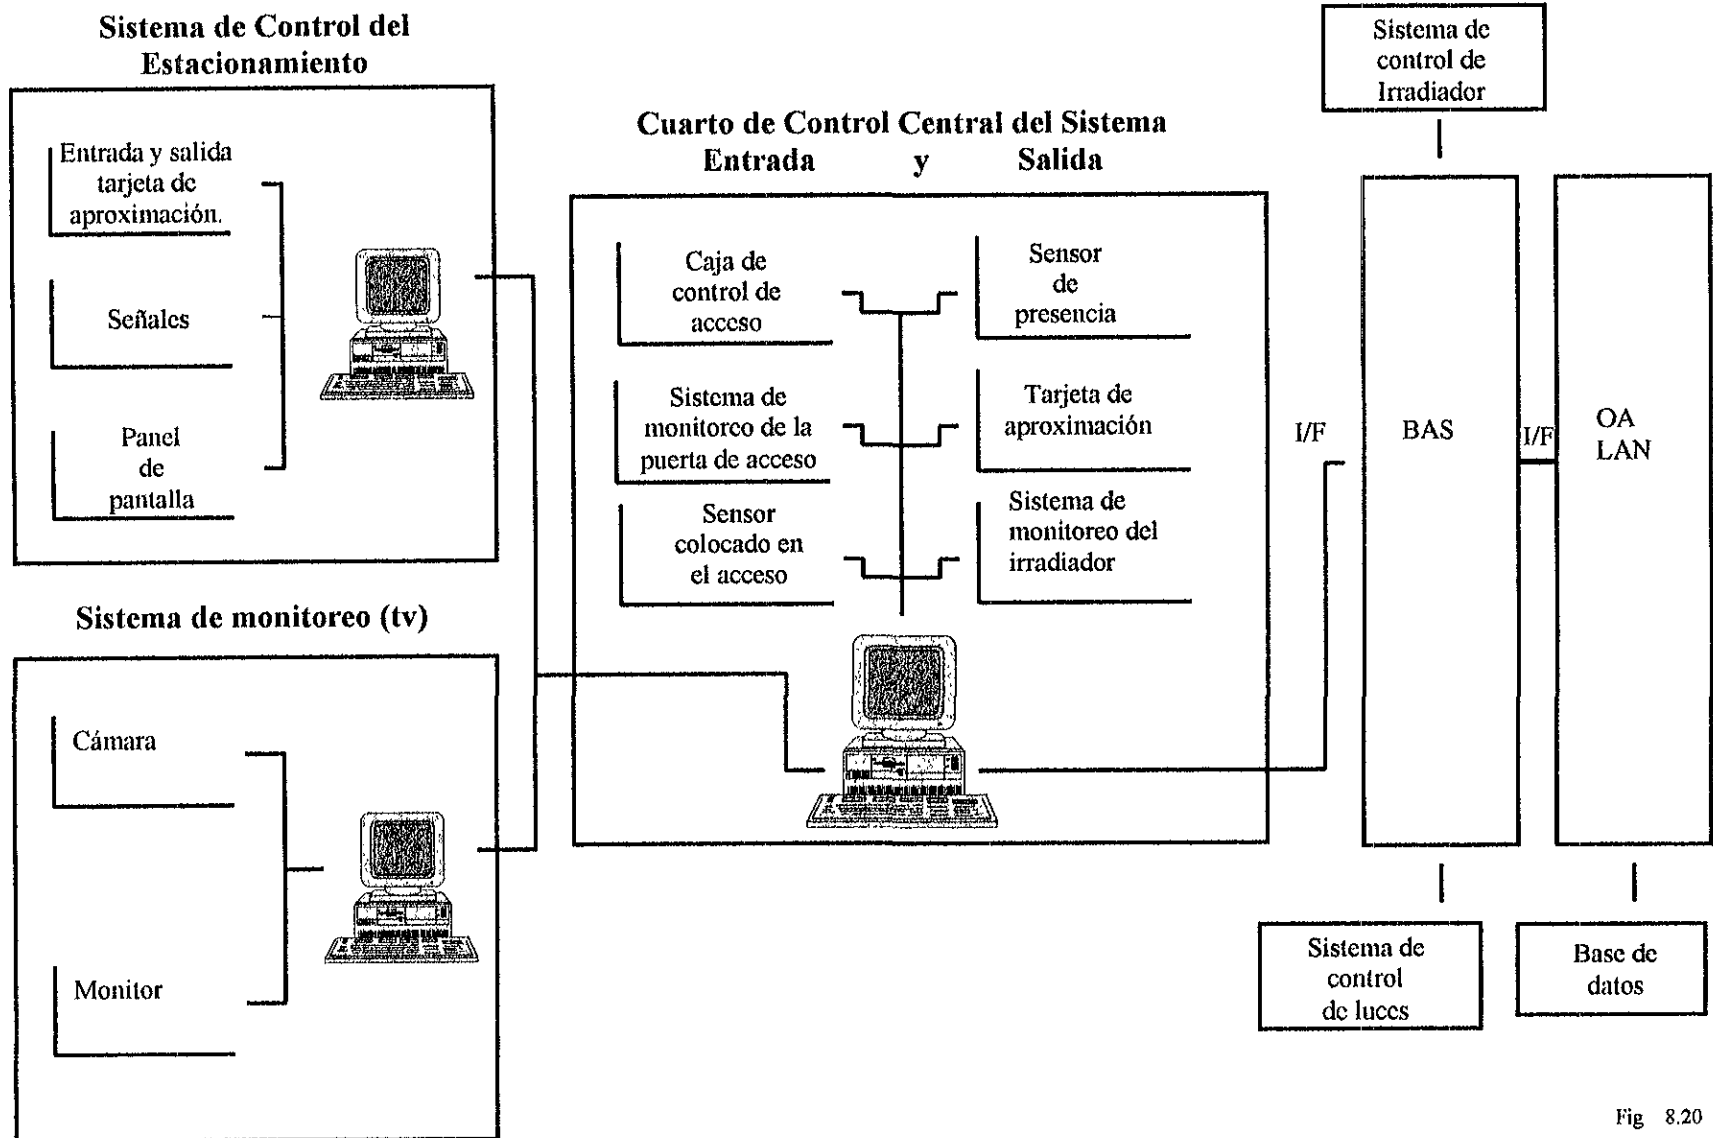 Sistema de Control del
Estacionamiento
Entrada y salida
tarjeta de
aproximación.
Señales
Panel
de
pantalla
Sistema de monitoreo (tv)
Cámara
Monitor
Cuarto de Control Central del Sistema
Entrada y Salida
Caja de
control de
acceso
Sistema de
monitoreo de la
puerta de acceso
Sensor
colocado en
el acceso
Sensor
de
presencia
Tarjeta de
aproximación
Sistema de
monitoreo del
irradiador
Sistema de
control de
Irradiador
I/F
BAS
I/F
OA
LAN
Sistema de
control
de luces
Base de
datos
Fig 8.20